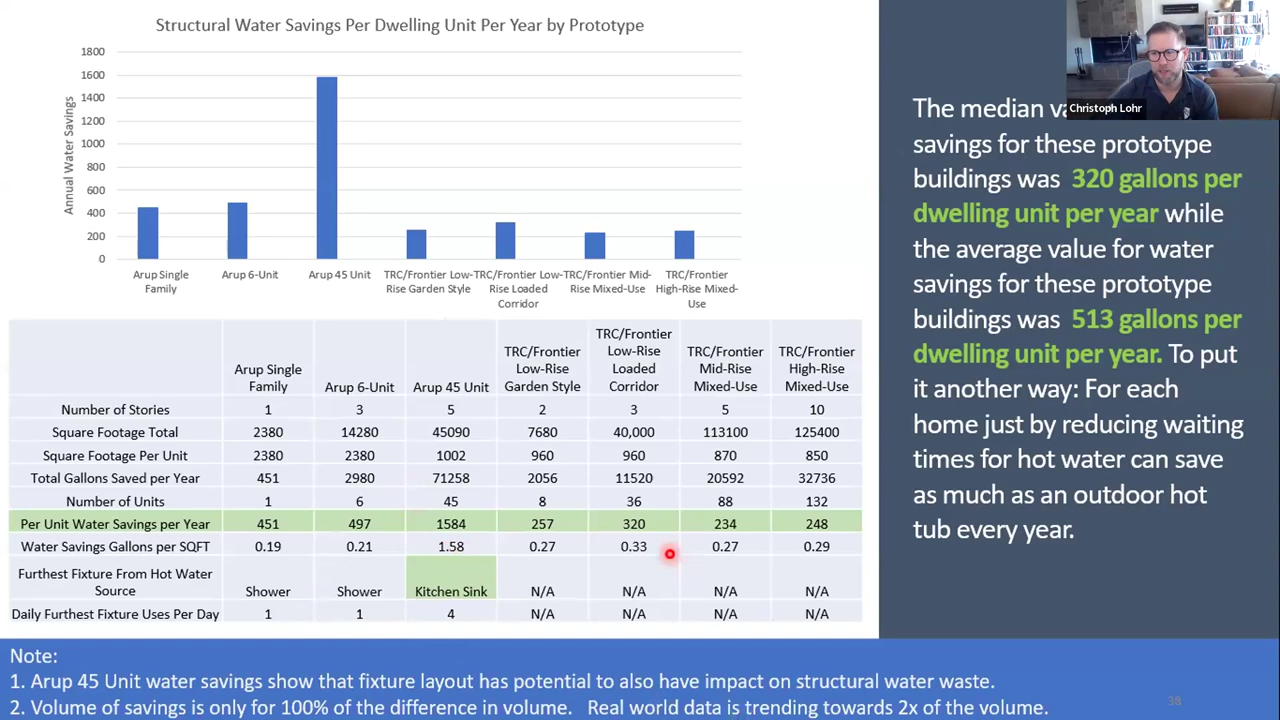 Structural Water Savings Per Dwelling Unit Per Year by Prototype
Annual Water Savings
1800
1600
1400
1200
1000
800
600
400
200
0
Arup Single Family
Arup 6-Unit
Arup 45 Unit
TRC/Frontier Low-Rise Garden Style
TRC/Frontier Low-Rise Loaded Corridor
TRC/Frontier Mid-Rise Mixed-Use
TRC/Frontier High-Rise Mixed-Use
Arup Single Family Arup 6-Unit Arup 45 Unit TRC/Frontier Low-Rise Garden Style TRC/Frontier Low-Rise Loaded Corridor TRC/Frontier Mid-Rise Mixed-Use TRC/Frontier High-Rise Mixed-Use
Number of Stories 1 3 5 2 3 5 10
Square Footage Total 2380 14280 45090 7680 40,000 113100 125400
Square Footage Per Unit 2380 2380 1002 960 960 870 850
Total Gallons Saved per Year 451 2980 71258 2056 11520 20592 32736
Number of Units 1 6 45 8 36 88 132
Per Unit Water Savings per Year 451 497 1584 257 320 234 248
Water Savings Gallons per SQFT 0.19 0.21 1.58 0.27 0.33 0.27 0.29
Furthest Fixture From Hot Water Source Shower Shower Kitchen Sink N/A N/A N/A N/A
Daily Furthest Fixture Uses Per Day 1 1 4 N/A N/A N/A N/A
Christoph Lohr
The median
savings for these prototype
buildings was 320 gallons per
dwelling unit per year while
the average value for water
savings for these prototype
buildings was 513 gallons per
dwelling unit per year. To put
it another way: For each
home just by reducing waiting
times for hot water can save
as much as an outdoor hot
tub every year.
Note:
1. Arup 45 Unit water savings show that fixture layout has potential to also have impact on structural water waste.
2. Volume of savings is only for 100% of the difference in volume. Real world data is trending towards 2x of the volume.
38